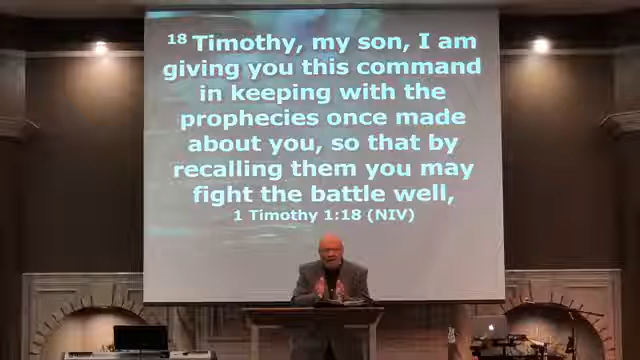 18 Timothy, my son, I am
giving you this command
in keeping with the
prophecies once made
about you, so that by
recalling them you may
fight the battle well,
1 Timothy 1:18 (NIV)